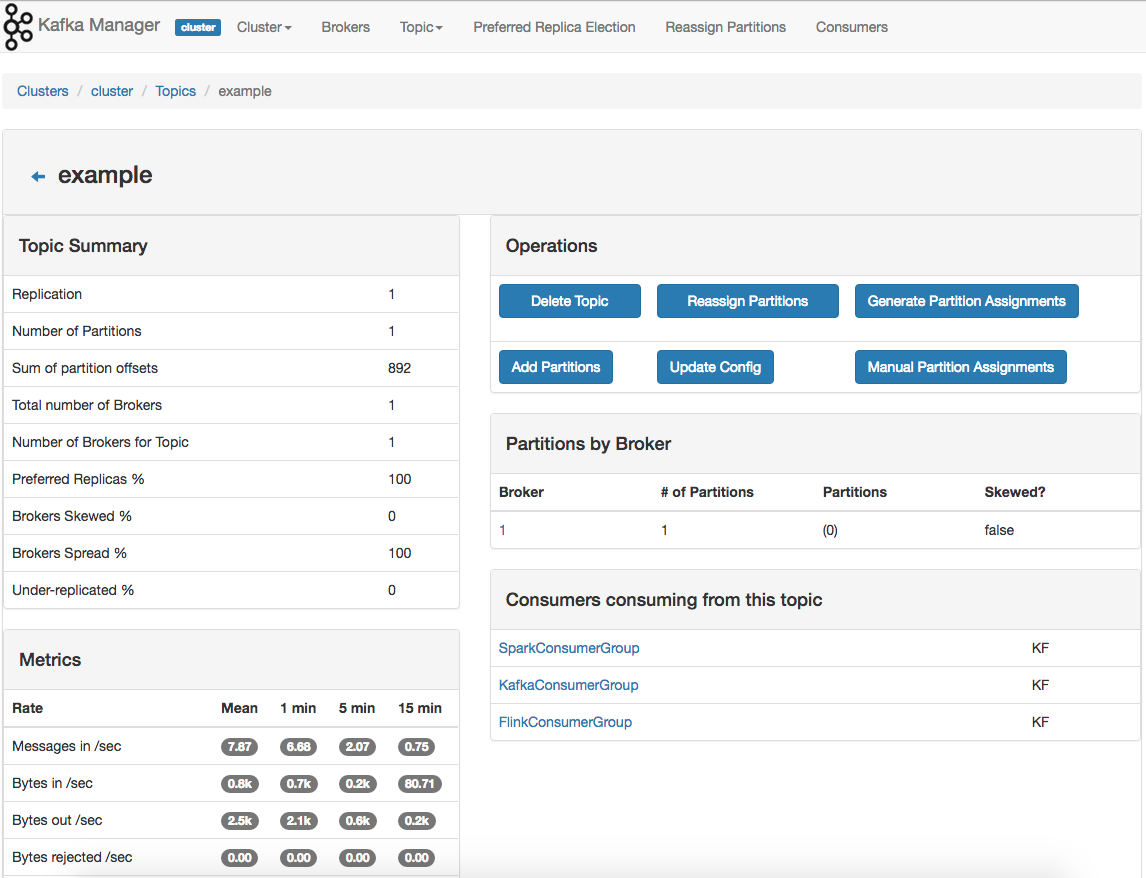 Kafka Manager cluster Cluster Brokers Topic Preferred Replica Election Reassign Partitions Consumers
Clusters / cluster / Topics / example
example
Topic Summary
Replication 1
Number of Partitions 1
Sum of partition offsets 892
Total number of Brokers 1
Number of Brokers for Topic 1
Preferred Replicas % 100
Brokers Skewed % 0
Brokers Spread % 100
Under-replicated % 0
Metrics
Rate Mean 1 min 5 min 15 min
Messages in /sec 7.87 6.68 2.07 0.75
Bytes in /sec 0.8k 0.7k 0.2k 80.71
Bytes out /sec 2.5k 2.1k 0.6k 0.2k
Bytes rejected /sec 0.00 0.00 0.00 0.00
Operations
Delete Topic Reassign Partitions Generate Partition Assignments
Add Partitions Update Config Manual Partition Assignments
Partitions by Broker
Broker # of Partitions Partitions Skewed?
1 1 (0) false
Consumers consuming from this topic
SparkConsumerGroup KF
KafkaConsumerGroup KF
FlinkConsumerGroup KF